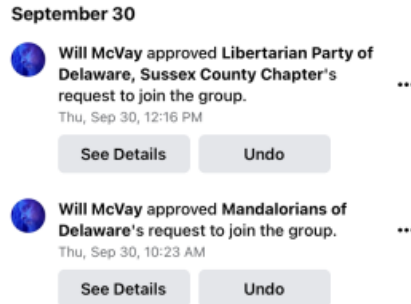 September 30
Will McVay approved Libertarian Party of
Delaware, Sussex County Chapter's
request to join the group.
Thu, Sep 30, 12:16 PM
See Details
Undo
Will McVay approved Mandalorians of
Delaware's request to join the group.
Thu, Sep 30, 10:23 AM
See Details
Undo